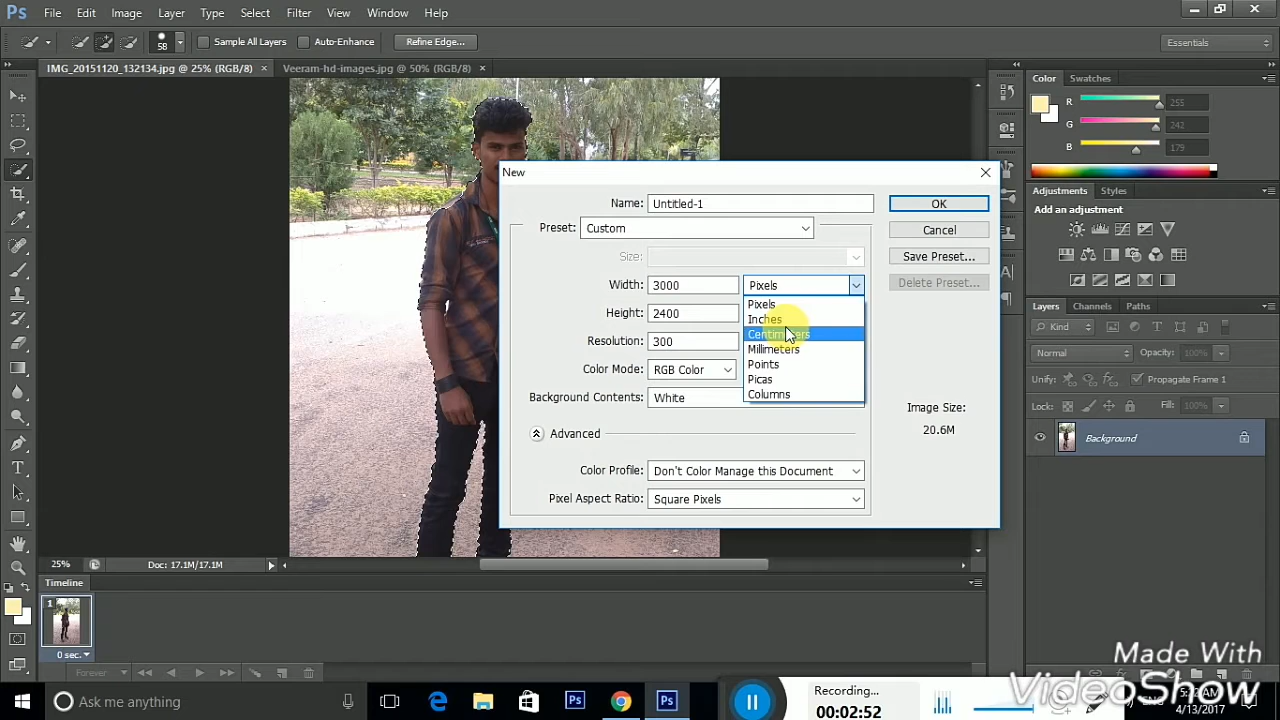 Ps File Edit Image Layer Type Select Filter View Window Help
58 Sample All Layers Auto-Enhance Refine Edge... Essentials
IMG_20151120_132134.jpg @ 25% (RGB/8) × Veeram-hd-images.jpg @ 50% (RGB/8) ×
Color Swatches
R 255
G 242
B 179
New
Name: Untitled-1 OK
Preset: Custom Cancel
Size: Save Preset...
Width: 3000 Pixels Delete Preset...
Pixels
Inches
Height: 2400
Centimeters
Resolution: 300
Millimeters
Points
Color Mode: RGB Color
Picas
Columns
Background Contents: White
Image Size:
20.6M
Advanced
Color Profile: Don't Color Manage this Document
Pixel Aspect Ratio: Square Pixels
Adjustments Styles
Add an adjustment
Layers Channels Paths
Kind
Normal Opacity: 100%
Unify: Propagate Frame 1
Lock: Fill: 100%
Background
25% Doc: 17.1M/17.1M
Timeline
1
0 sec.
Forever
Made With
VideoShow
Ask me anything
Recording...
00:02:52
ENG
4/13/2017